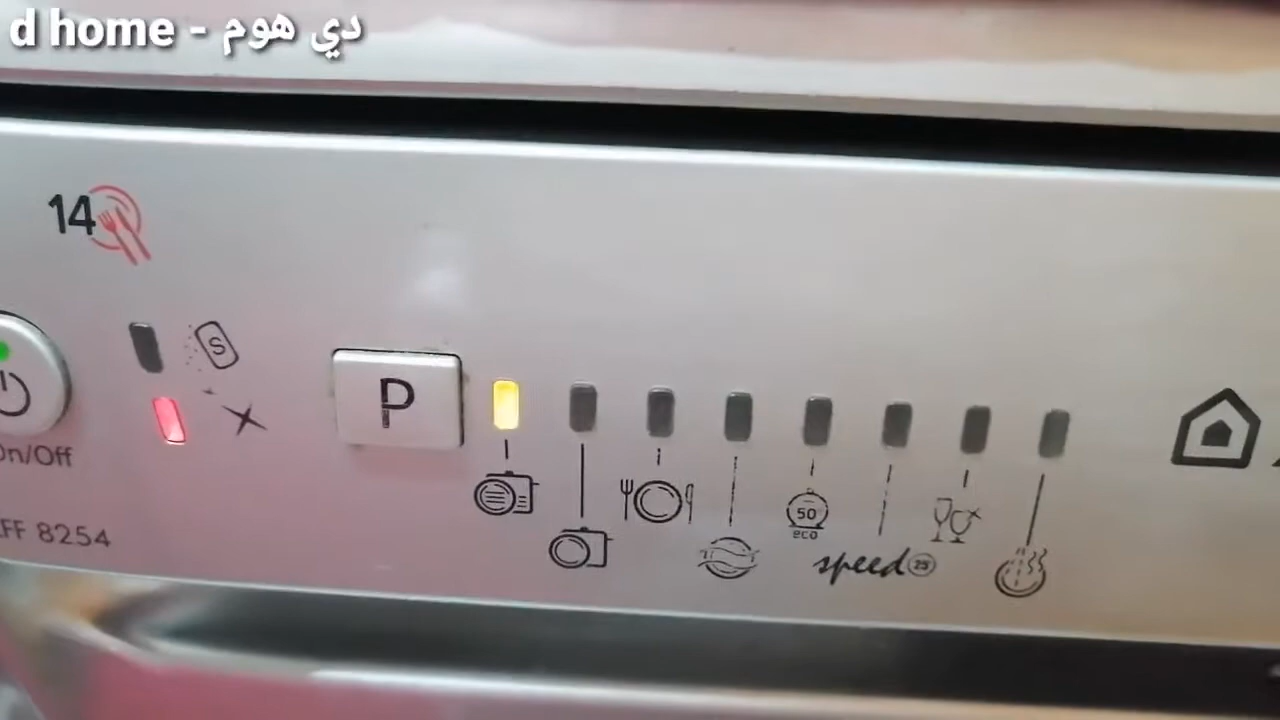 d home - دي هوم
14
S
P
On/Off
50
eco
speed 25'
FF 8254